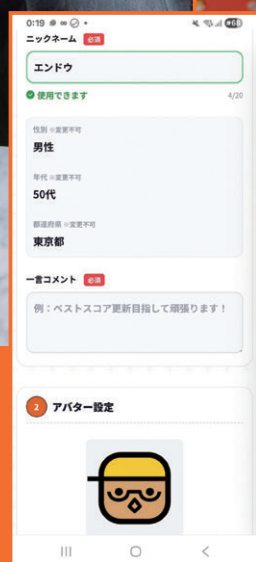 0:19
68
ニックネーム 必須
エンドウ
使用できます 4/20
性別 ※変更不可
男性
年代 ※変更不可
50代
都道府県 ※変更不可
東京都
一言コメント 必須
例：ベストスコア更新目指して頑張ります！
2 アバター設定